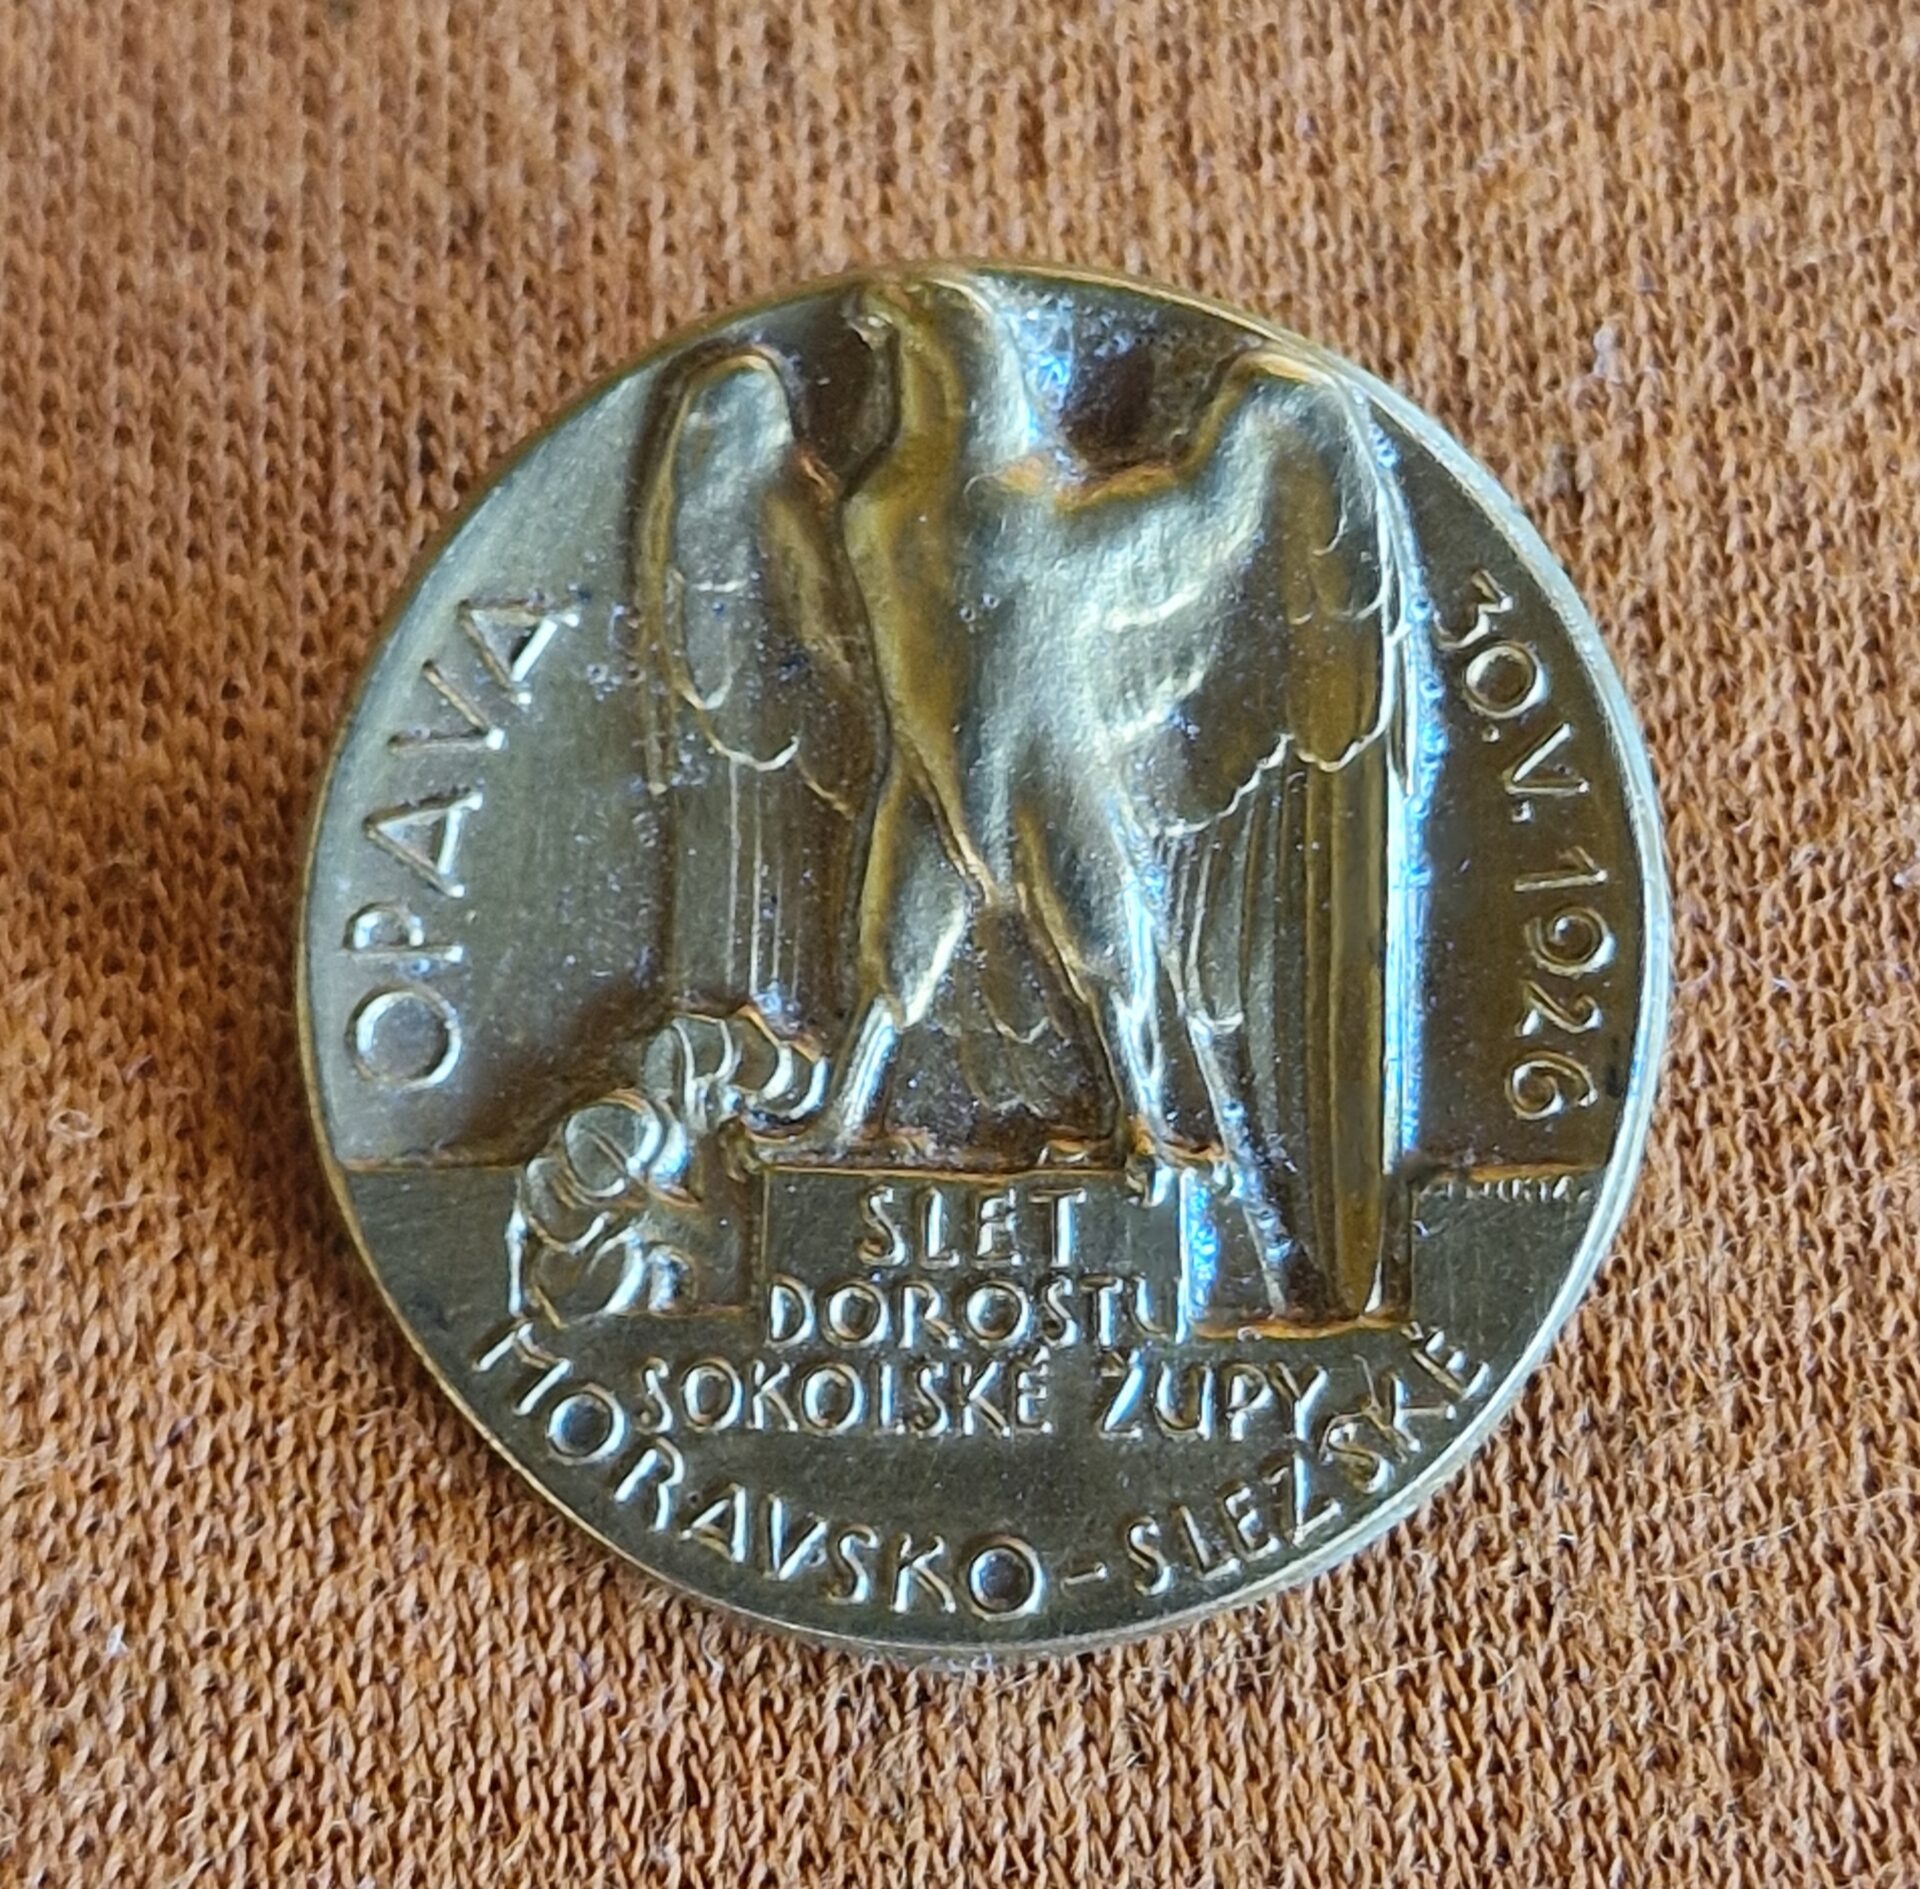 OPAVA
30.V.1926
SLET
DOROSTU
SOKOLSKÉ ŽUPY
MORAVSKO-SLEZSKÉ